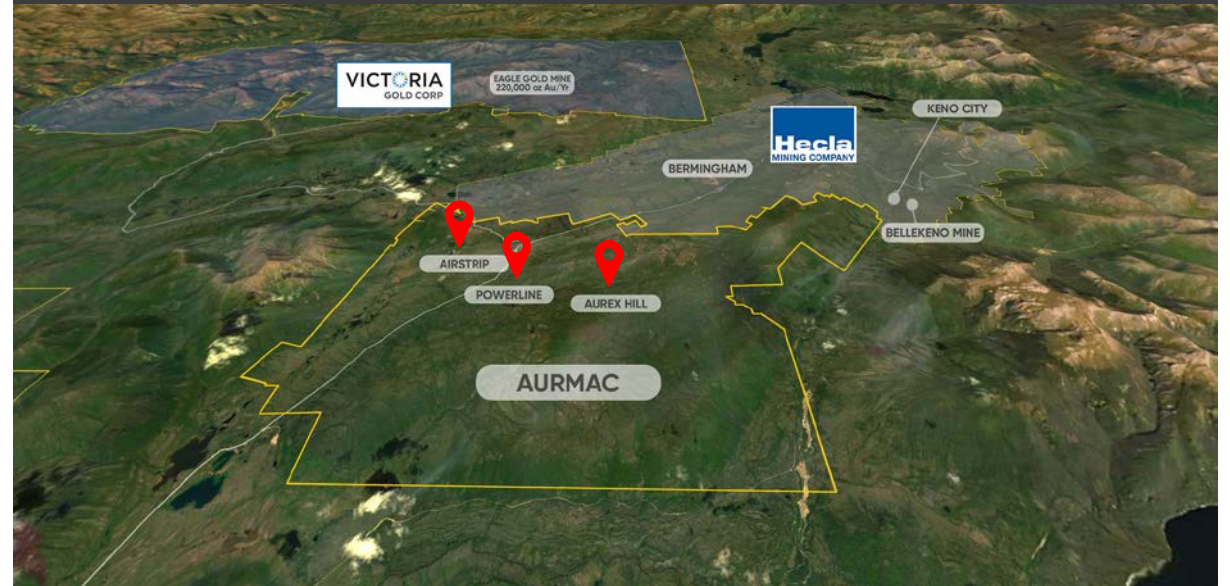 VICTORIA
GOLD CORP
EAGLE GOLD MINE
220,000 oz Au/Yr
Hecla
MINING COMPANY
KENO CITY
BERMINGHAM
BELLEKENO MINE
AIRSTRIP
POWERLINE
AUREX HILL
AURMAC